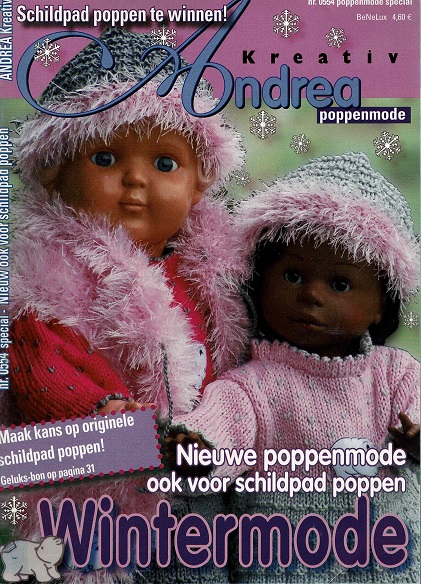 Schildpad poppen te winnen!
nr. 0554 poppenmode special
BeNeLux 4,60 €
Kreativ
Andrea
poppenmode
ANDREA Kreativ
nr. 0554 special - Nieuw ook voor schildpad poppen
Maak kans op originele
schildpad poppen!
Geluks-bon op pagina 31
Nieuwe poppenmode
ook voor schildpad poppen
Wintermode